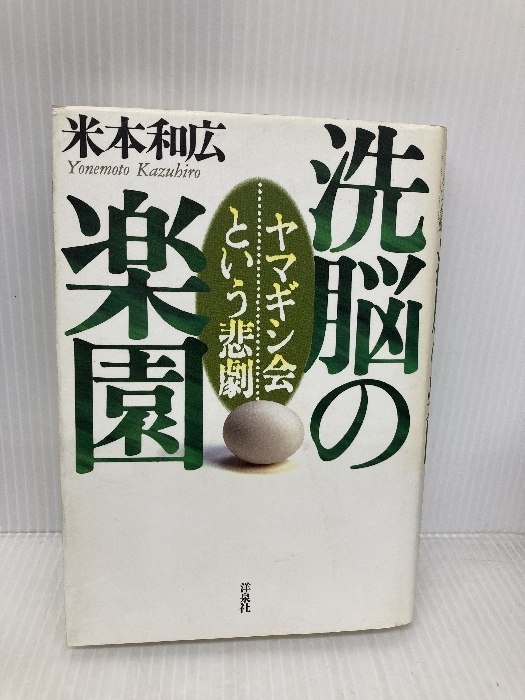 洗脳の
楽園
ヤマギシ会
という悲劇
米本和広
Yonemoto Kazuhiro
洋泉社